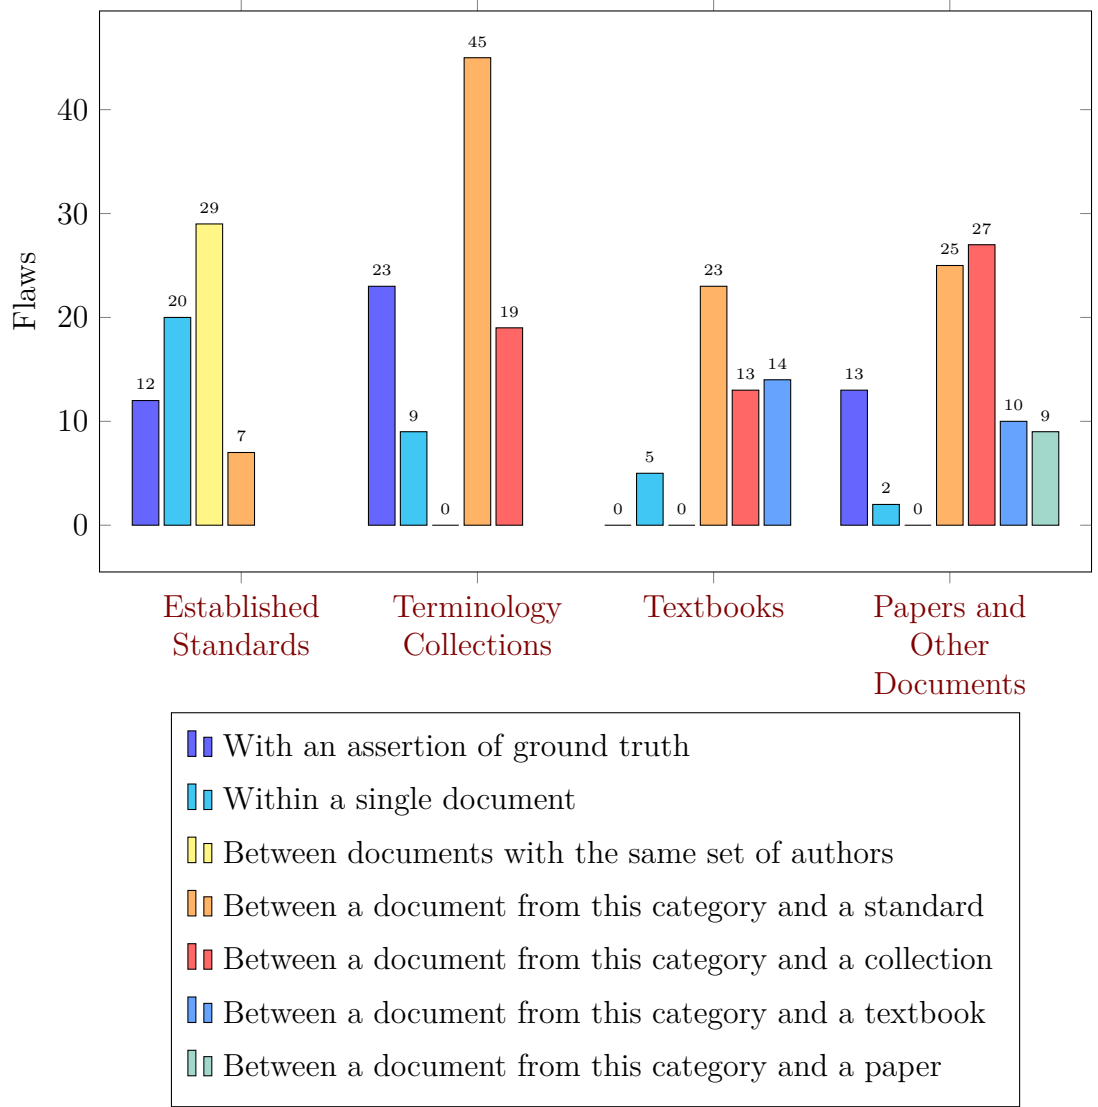 45
40
29
30
27
25
23
23
20
19
20
Flaws
14
13
13
12
10
9
9
10
7
5
2
0
0
0
0
0
Established
Standards
Terminology
Collections
Textbooks
Papers and
Other
Documents
With an assertion of ground truth
Within a single document
Between documents with the same set of authors
Between a document from this category and a standard
Between a document from this category and a collection
Between a document from this category and a textbook
Between a document from this category and a paper